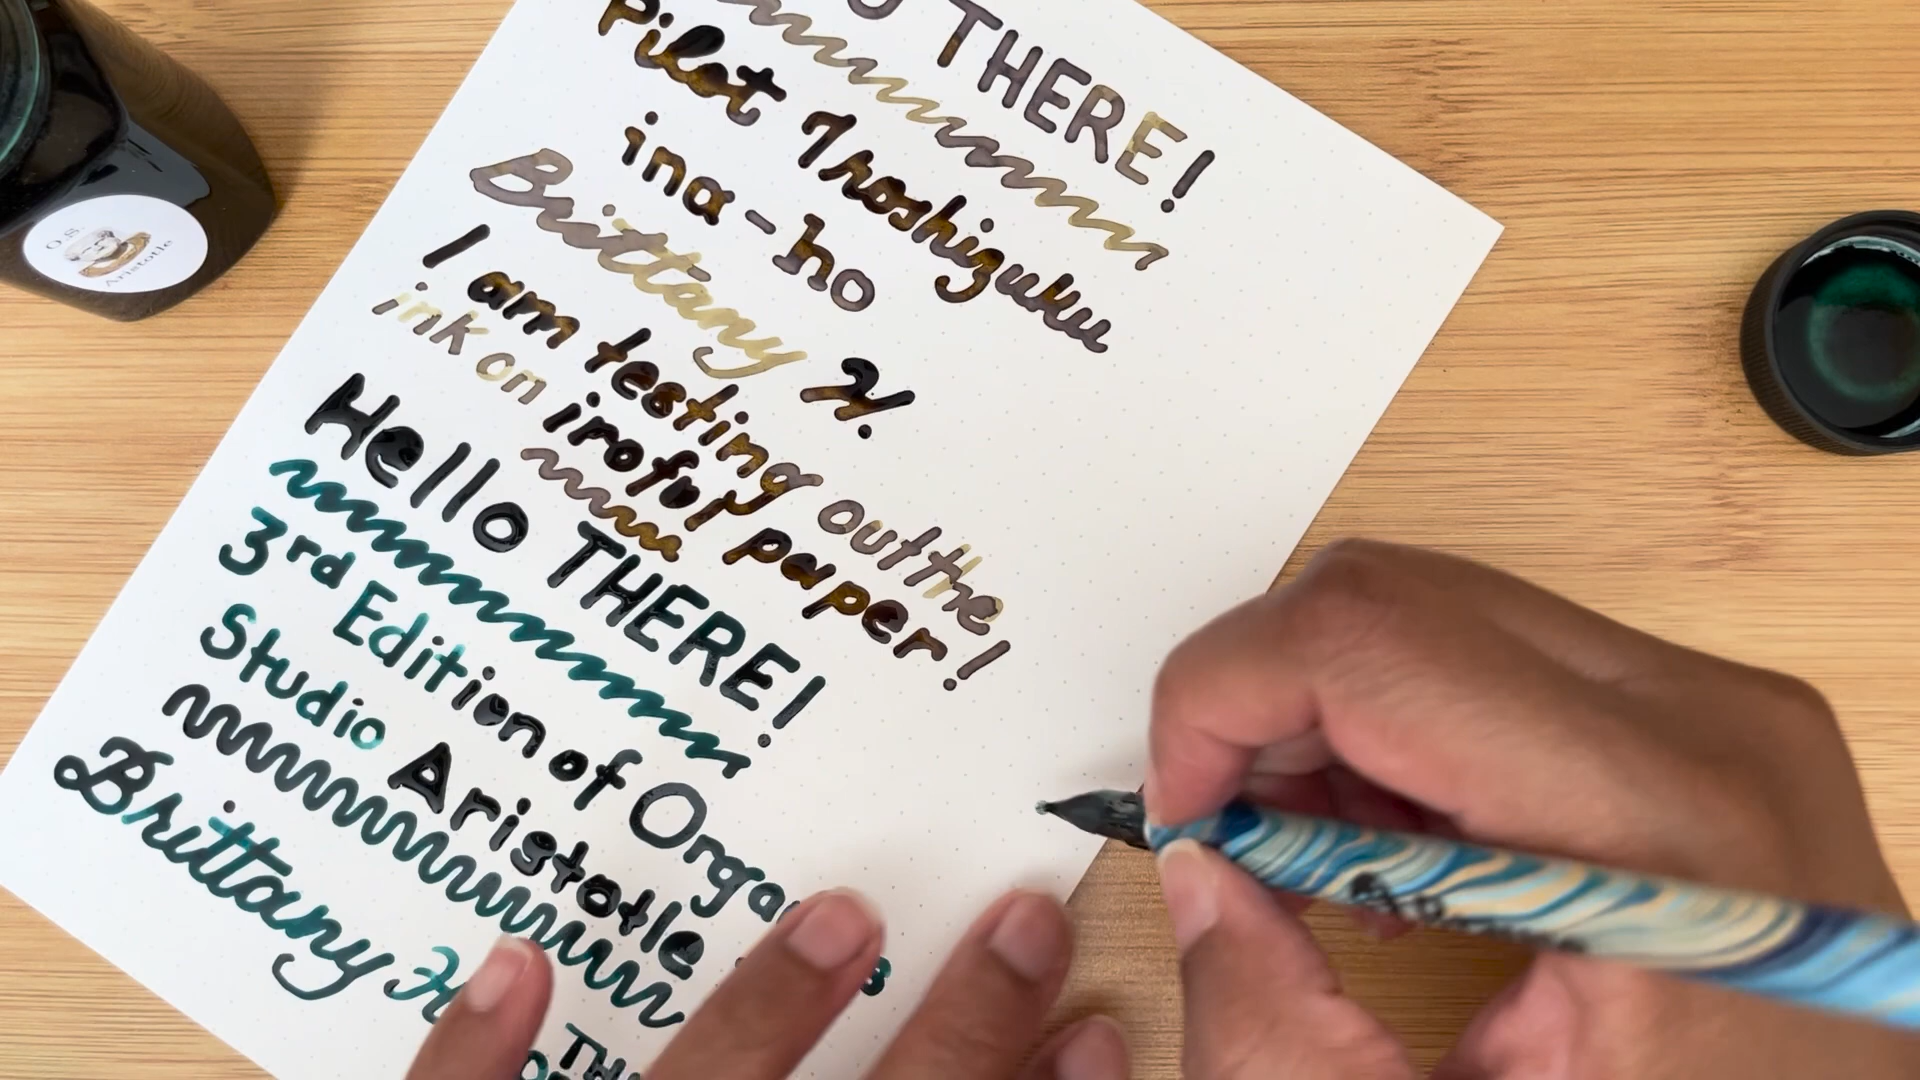 O THERE!
Pilot Iroshizuku
ina-ho
Brittany H.
I am testing out the
ink on iroful paper!
Hello THERE!
3rd Edition of Organics
Studio Aristotle
Brittany H
O.S.
Aristotle